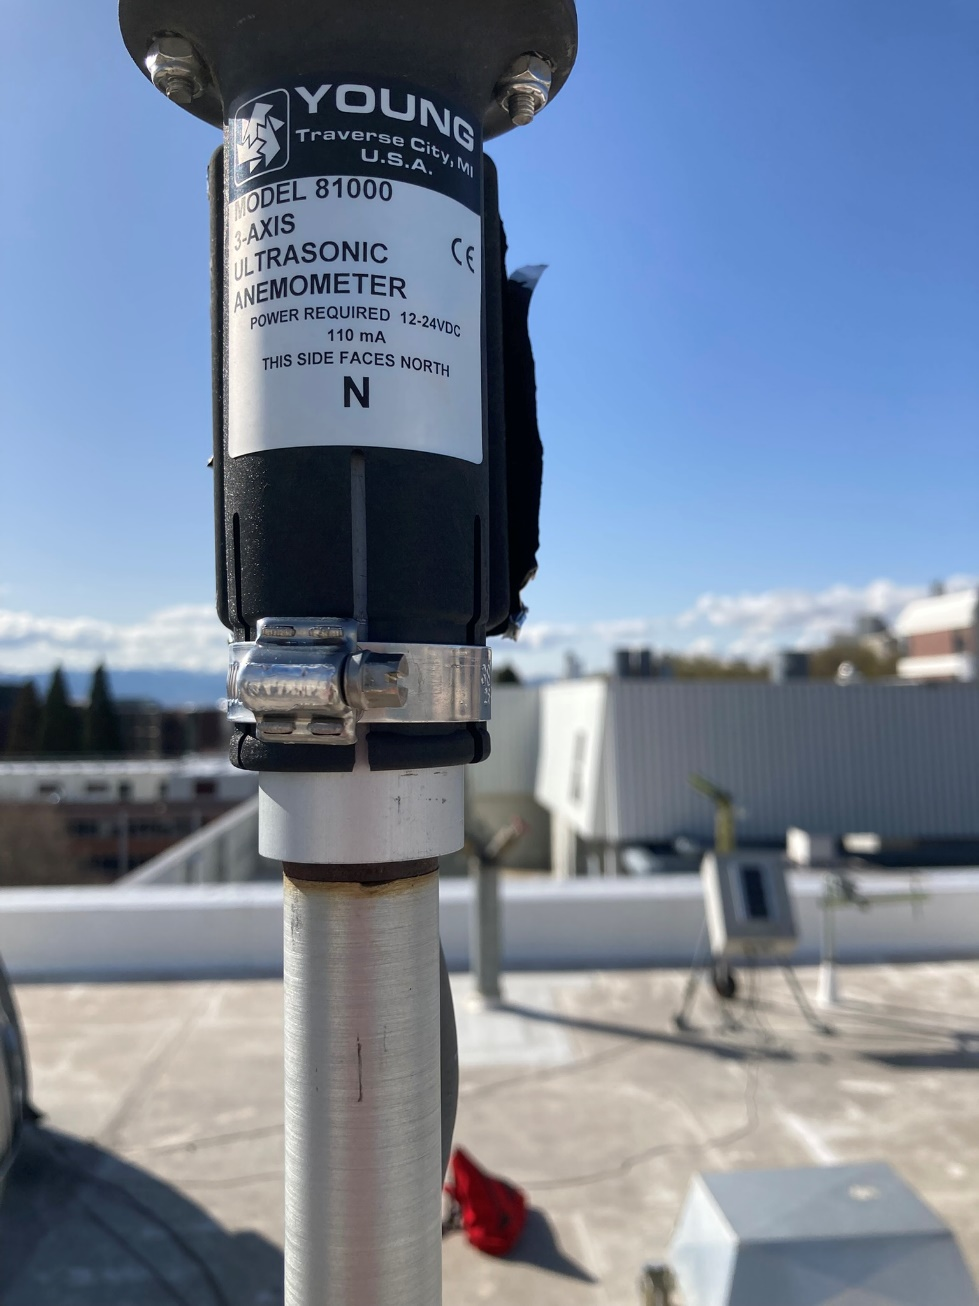 YOUNG
Traverse City, MI
U.S.A.
MODEL 81000
3-AXIS
ULTRASONIC
ANEMOMETER
CE
POWER REQUIRED 12-24VDC
110 mA
THIS SIDE FACES NORTH
N